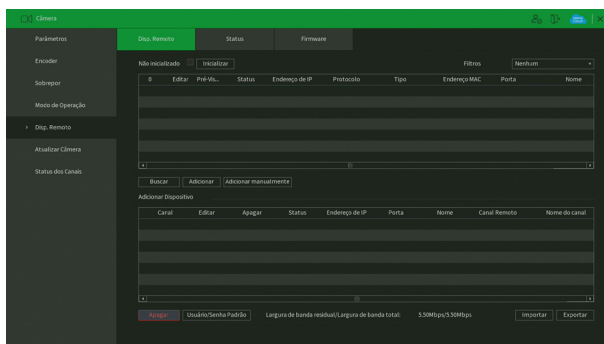 Câmera
Parâmetros
Encoder
Sobrepor
Modo de Operação
Disp. Remoto
Atualizar Câmera
Status dos Canais
Disp. Remoto Status Firmware
Não inicializado Inicializar Filtros Nenhum
0 Editar Pré-Vis... Status Endereço de IP Protocolo Tipo Endereço MAC Porta Nome
Buscar Adicionar Adicionar manualmente
Adicionar Dispositivo
Canal Editar Apagar Status Endereço de IP Porta Nome Canal Remoto Nome do canal
Apagar Usuário/Senha Padrão Largura de banda residual/Largura de banda total: 5.50Mbps/5.50Mbps Importar Exportar